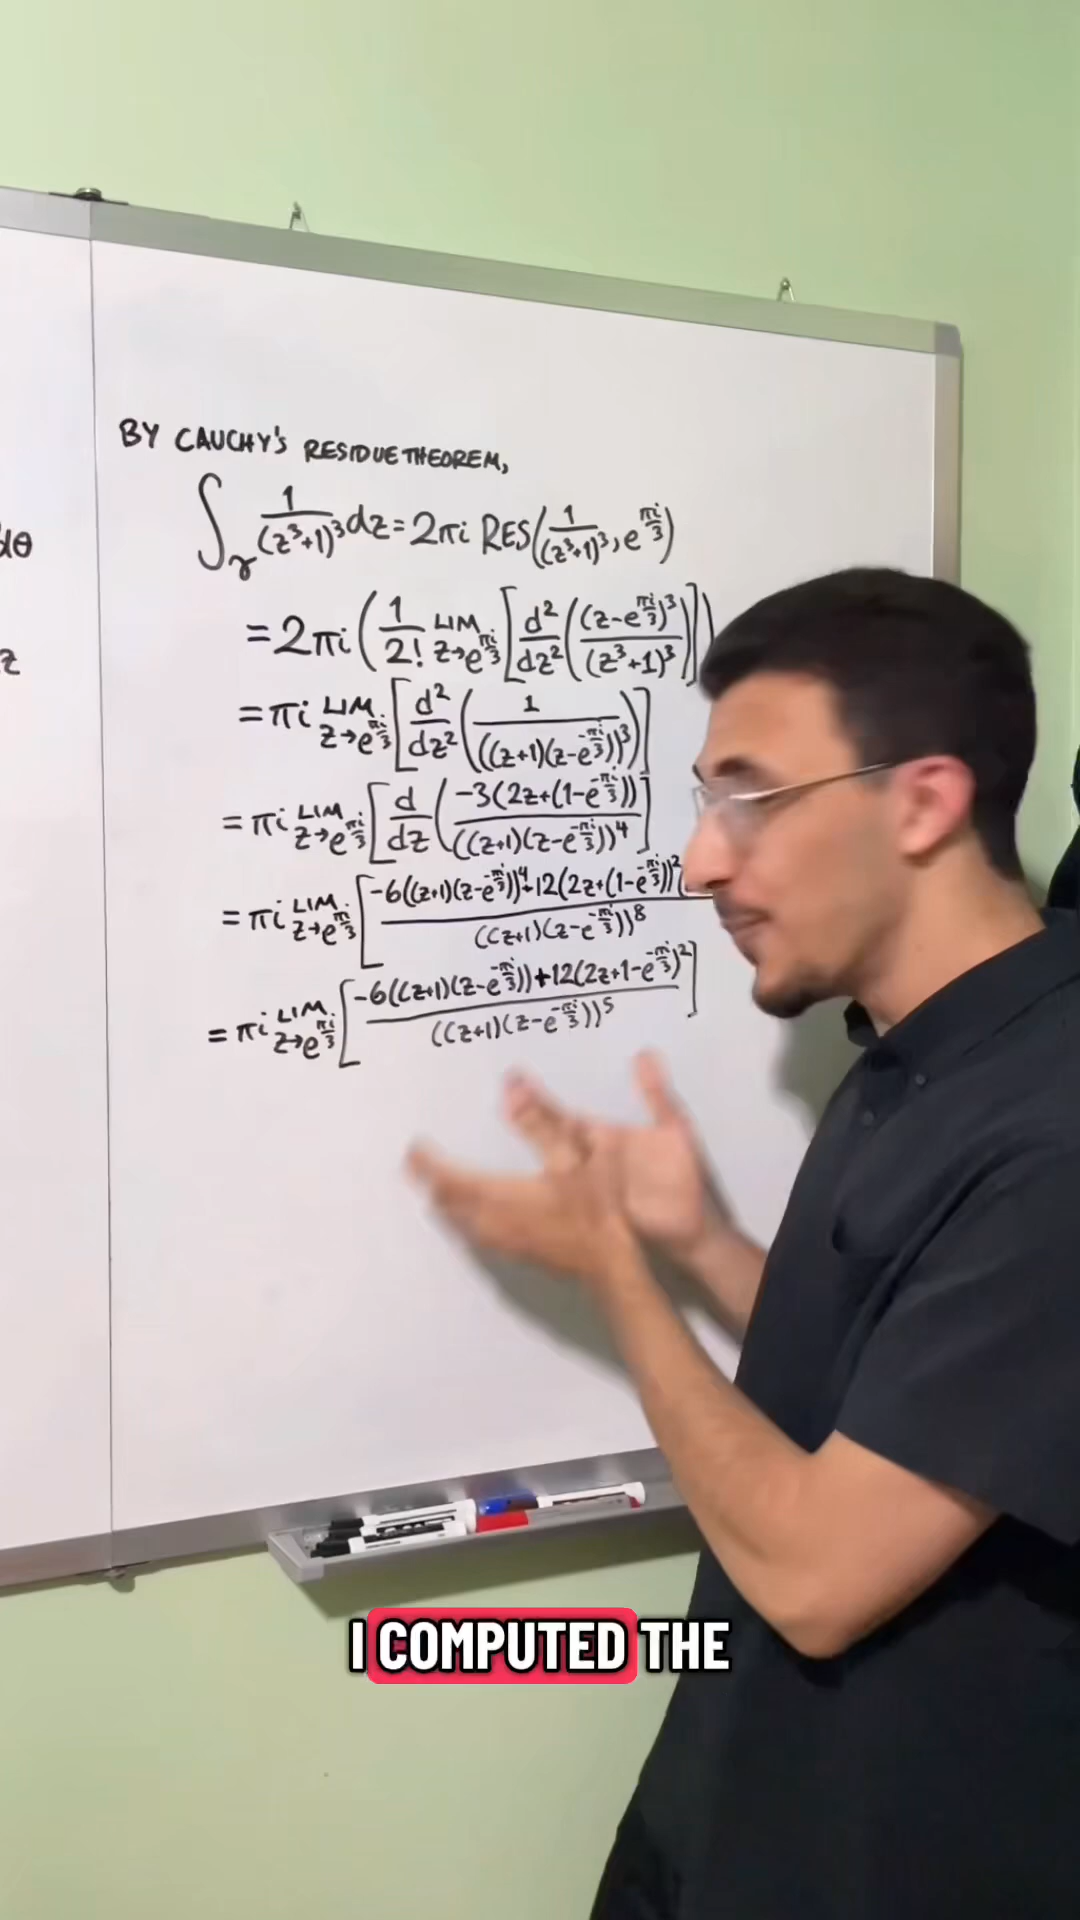 dθ
z
BY CAUCHY'S RESIDUE THEOREM,
∫_γ 1/(z³+1)³ dz = 2πi RES(1/(z³+1)³, e^(πi/3))
= 2πi (1/2! LIM z→e^(πi/3) [d²/dz² ((z-e^(πi/3))³/(z³+1)³)])
= πi LIM z→e^(πi/3) [d²/dz² (1/((z+1)(z-e^(-πi/3)))³)]
= πi LIM z→e^(πi/3) [d/dz (-3(2z+(1-e^(-πi/3)))/((z+1)(z-e^(-πi/3)))⁴]
= πi LIM z→e^(πi/3) [-6((z+1)(z-e^(-πi/3)))⁴+12(2z+(1-e^(-πi/3)))²( / ((z+1)(z-e^(-πi/3)))⁸
= πi LIM z→e^(πi/3) [-6((z+1)(z-e^(-πi/3)))+12(2z+1-e^(-πi/3))² / ((z+1)(z-e^(-πi/3)))⁵]
I COMPUTED THE